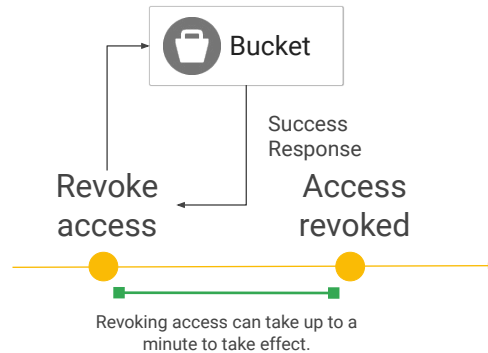 Bucket
Success
Response
Revoke
access
Access
revoked
Revoking access can take up to a
minute to take effect.